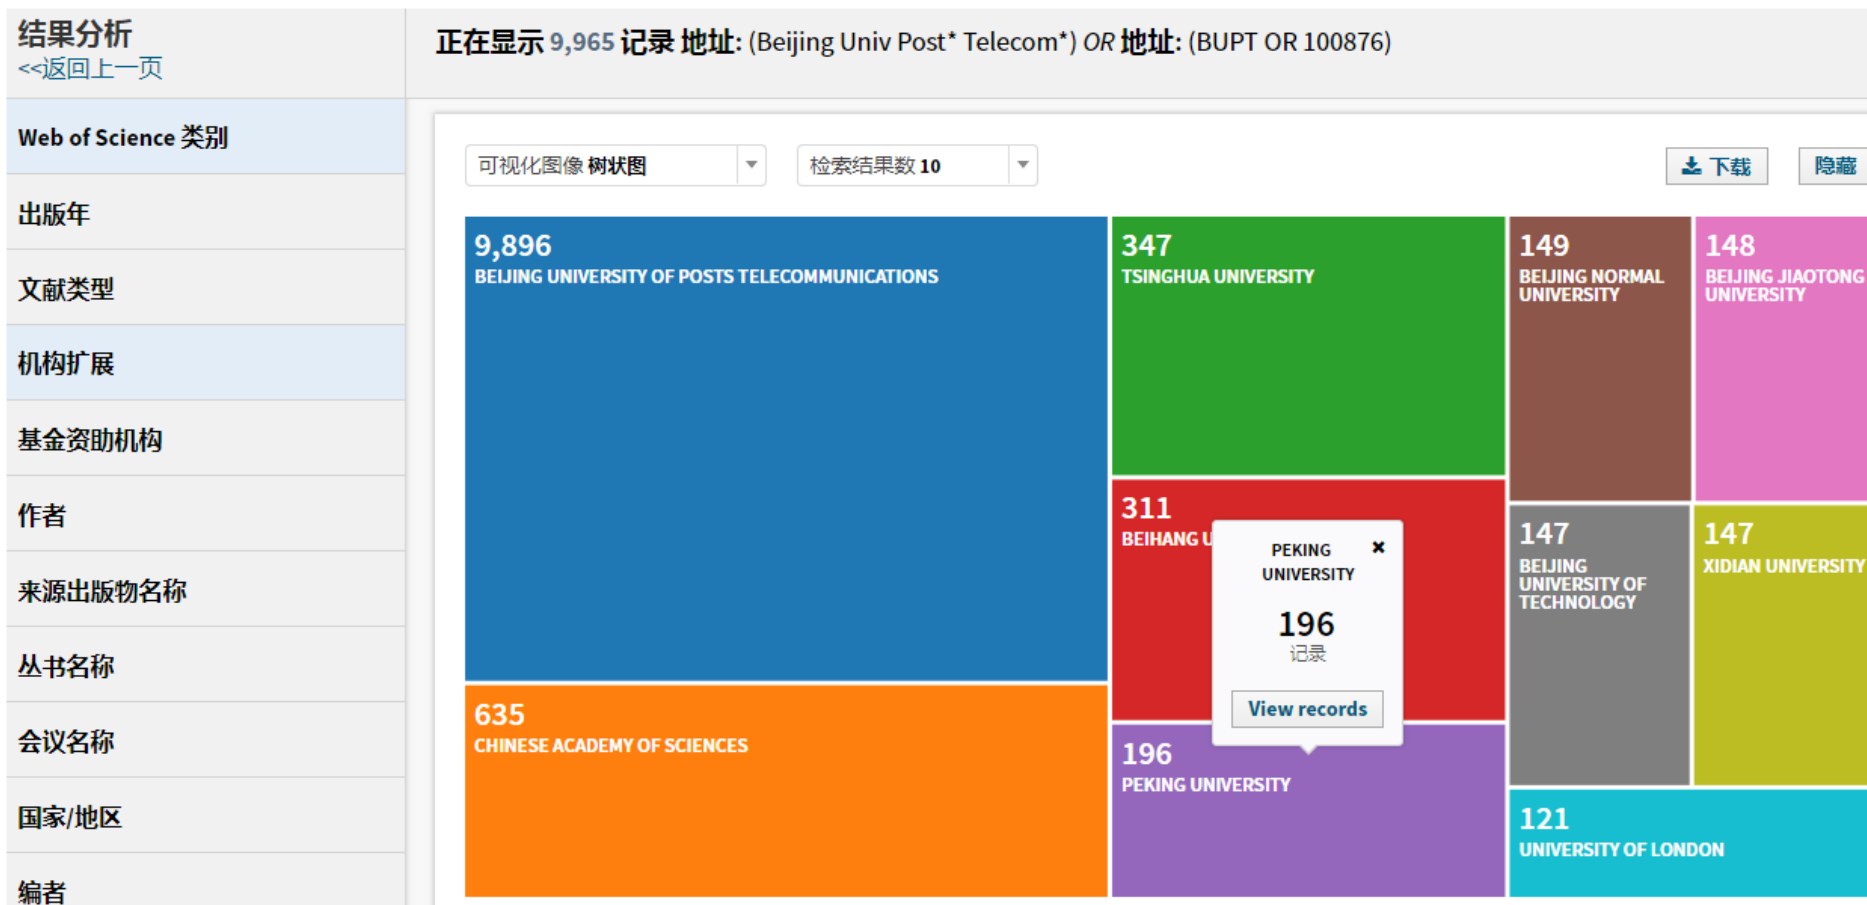 结果分析
<<返回上一页
正在显示 9,965 记录 地址: (Beijing Univ Post* Telecom*) OR 地址: (BUPT OR 100876)
Web of Science 类别
出版年
文献类型
机构扩展
基金资助机构
作者
来源出版物名称
丛书名称
会议名称
国家/地区
编者
可视化图像 树状图
检索结果数 10
下载
隐藏
9,896
BEIJING UNIVERSITY OF POSTS TELECOMMUNICATIONS
635
CHINESE ACADEMY OF SCIENCES
347
TSINGHUA UNIVERSITY
311
BEIHANG U
PEKING
UNIVERSITY
196
记录
View records
196
PEKING UNIVERSITY
149
BEIJING NORMAL
UNIVERSITY
148
BEIJING JIAOTONG
UNIVERSITY
147
BEIJING
UNIVERSITY OF
TECHNOLOGY
147
XIDIAN UNIVERSITY
121
UNIVERSITY OF LONDON